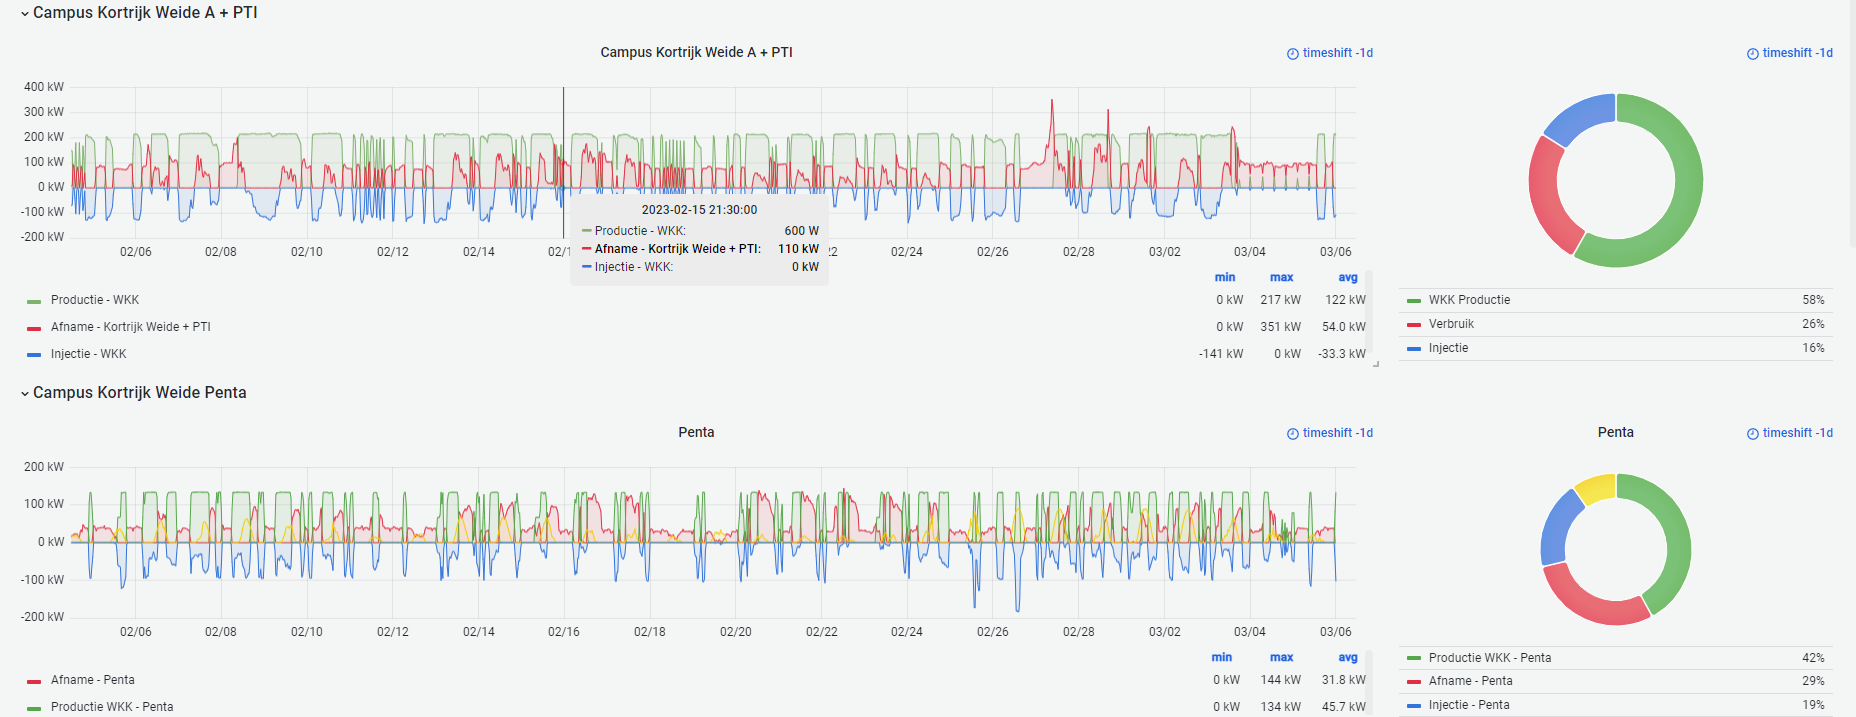 Campus Kortrijk Weide A + PTI
Campus Kortrijk Weide A + PTI
timeshift -1d
timeshift -1d
400 kW
300 kW
200 kW
100 kW
0 kW
-100 kW
-200 kW
02/06 02/08 02/10 02/12 02/14 02/1 22 02/24 02/26 02/28 03/02 03/04 03/06
2023-02-15 21:30:00
Productie - WKK: 600 W
Afname - Kortrijk Weide + PTI: 110 kW
Injectie - WKK: 0 kW
min max avg
Productie - WKK 0 kW 217 kW 122 kW
Afname - Kortrijk Weide + PTI 0 kW 351 kW 54.0 kW
Injectie - WKK -141 kW 0 kW -33.3 kW
WKK Productie 58%
Verbruik 26%
Injectie 16%
Campus Kortrijk Weide Penta
Penta
timeshift -1d
Penta
timeshift -1d
200 kW
100 kW
0 kW
-100 kW
-200 kW
02/06 02/08 02/10 02/12 02/14 02/16 02/18 02/20 02/22 02/24 02/26 02/28 03/02 03/04 03/06
min max avg
Afname - Penta 0 kW 144 kW 31.8 kW
Productie WKK - Penta 0 kW 134 kW 45.7 kW
Productie WKK - Penta 42%
Afname - Penta 29%
Injectie - Penta 19%